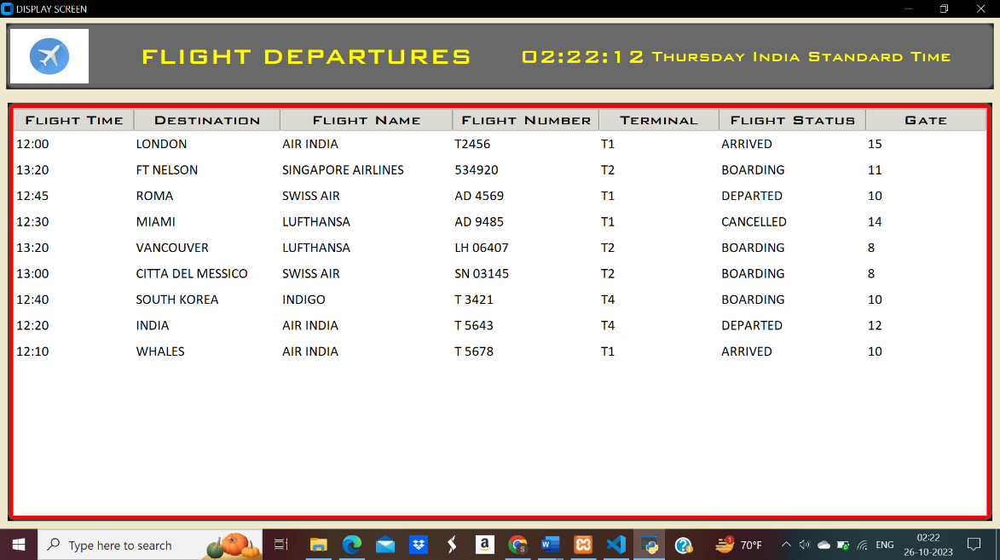 DISPLAY SCREEN
FLIGHT DEPARTURES 02:22:12 Thursday India Standard Time
Flight Time Destination Flight Name Flight Number Terminal Flight Status Gate
12:00 LONDON AIR INDIA T2456 T1 ARRIVED 15
13:20 FT NELSON SINGAPORE AIRLINES 534920 T2 BOARDING 11
12:45 ROMA SWISS AIR AD 4569 T1 DEPARTED 10
12:30 MIAMI LUFTHANSA AD 9485 T1 CANCELLED 14
13:20 VANCOUVER LUFTHANSA LH 06407 T2 BOARDING 8
13:00 CITTA DEL MESSICO SWISS AIR SN 03145 T2 BOARDING 8
12:40 SOUTH KOREA INDIGO T 3421 T4 BOARDING 10
12:20 INDIA AIR INDIA T 5643 T4 DEPARTED 12
12:10 WHALES AIR INDIA T 5678 T1 ARRIVED 10
Type here to search a S W 1 70°F ENG 02:22
26-10-2023